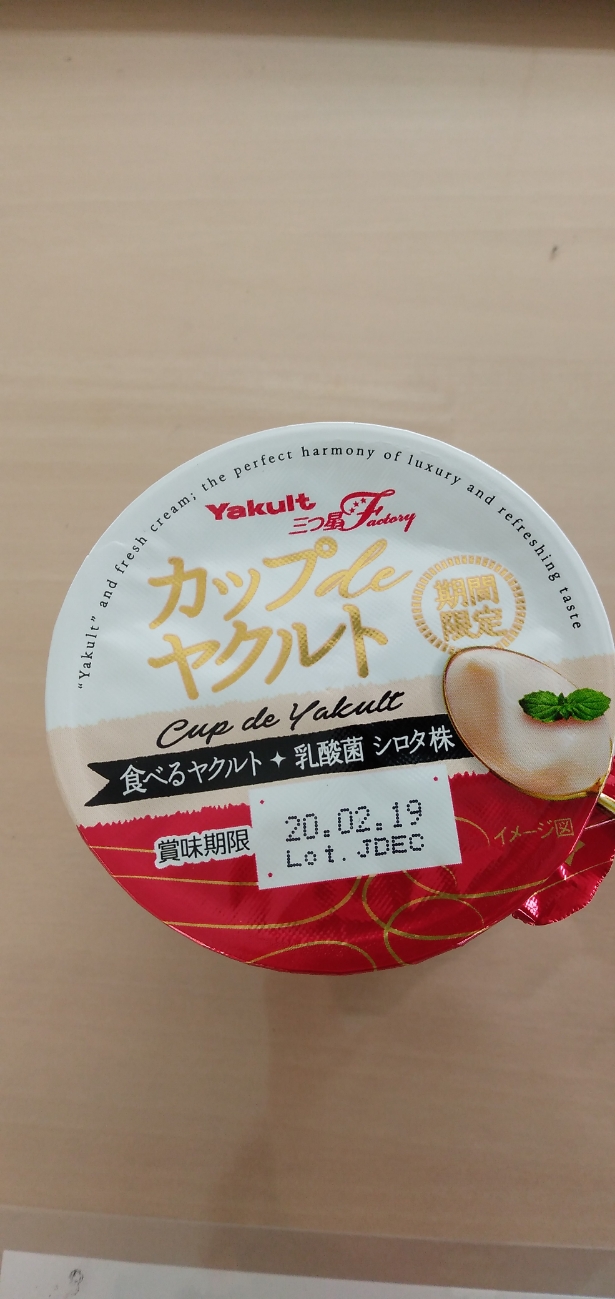 "Yakult" and fresh cream; the perfect harmony of luxury and refreshing taste
Yakult
三つ星Factory
カップde
ヤクルト
期間
限定
Cup de Yakult
食べるヤクルト✦乳酸菌 シロタ株
賞味期限
20.02.19
Lot.JDEC
イメージ図